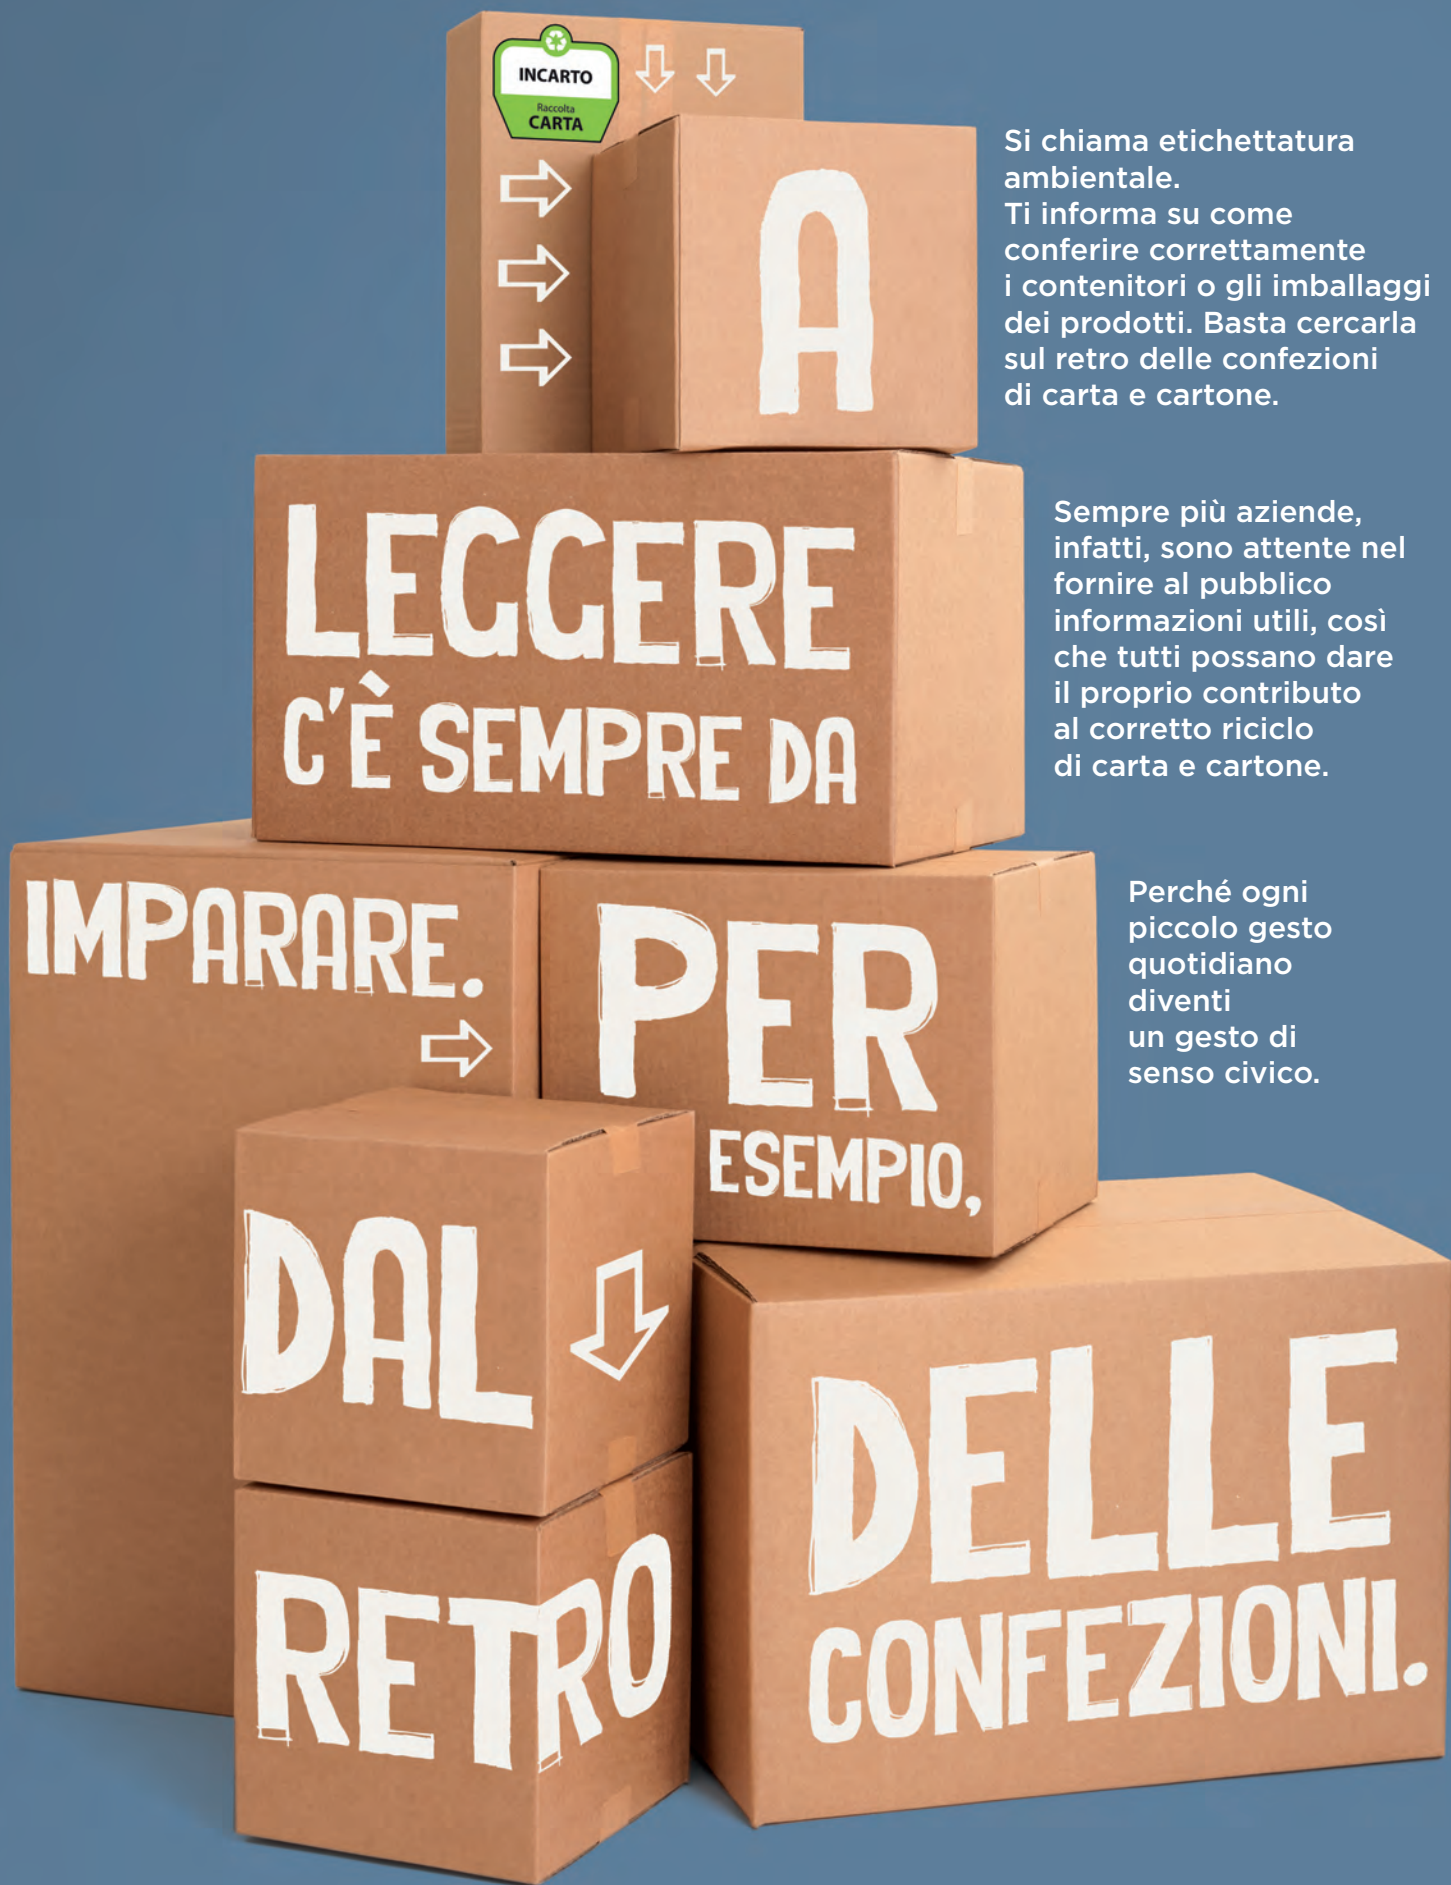 INCARTO
Raccolta
CARTA
A
LEGGERE
C'È SEMPRE DA
IMPARARE.
PER
ESEMPIO,
DAL
RETRO
DELLE
CONFEZIONI.
Si chiama etichettatura
ambientale.
Ti informa su come
conferire correttamente
i contenitori o gli imballaggi
dei prodotti. Basta cercarla
sul retro delle confezioni
di carta e cartone.
Sempre più aziende,
infatti, sono attente nel
fornire al pubblico
informazioni utili, così
che tutti possano dare
il proprio contributo
al corretto riciclo
di carta e cartone.
Perché ogni
piccolo gesto
quotidiano
diventi
un gesto di
senso civico.